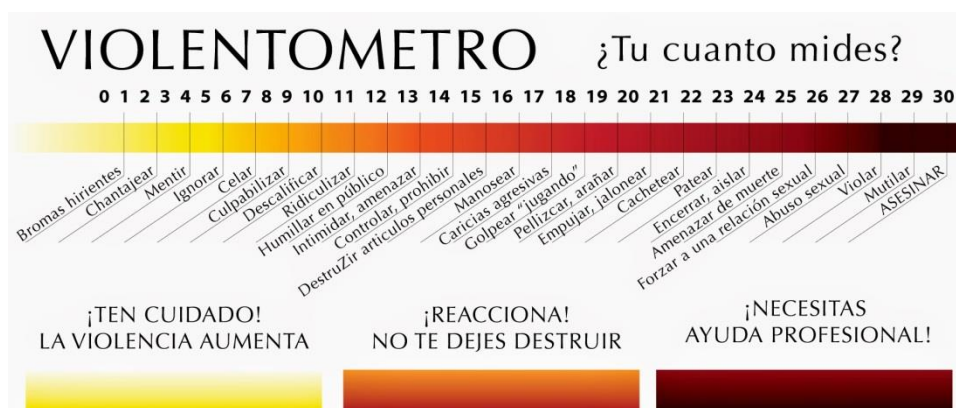 VIOLENTOMETRO
¿Tu cuanto mides?
0 1 2 3 4 5 6 7 8 9 10 11 12 13 14 15 16 17 18 19 20 21 22 23 24 25 26 27 28 29 30
Bromas hirientes
Chantajear
Mentir
Ignorar
Celar
Culpabilizar
Descalificar
Ridiculizar
Humillar en público
Intimidar, amenazar
Controlar, prohibir
DestruZir articulos personales
Manosear
Caricias agresivas
Golpear "jugando"
Pellizcar, arañar
Empujar, jalonear
Cachetear
Patear
Encerrar, aislar
Amenazar de muerte
Forzar a una relación sexual
Abuso sexual
Violar
Mutilar
ASESINAR
¡TEN CUIDADO!
LA VIOLENCIA AUMENTA
¡REACCIONA!
NO TE DEJES DESTRUIR
¡NECESITAS
AYUDA PROFESIONAL!